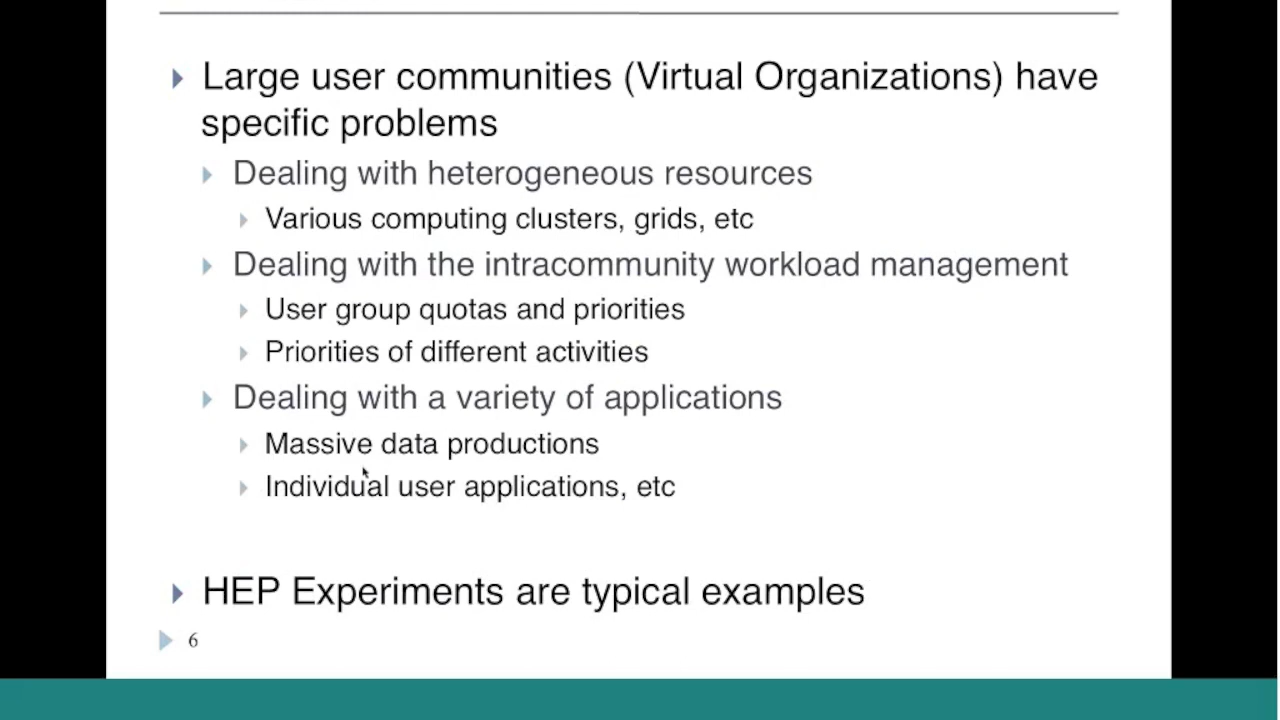 Large user communities (Virtual Organizations) have
specific problems
Dealing with heterogeneous resources
Various computing clusters, grids, etc
Dealing with the intracommunity workload management
User group quotas and priorities
Priorities of different activities
Dealing with a variety of applications
Massive data productions
Individual user applications, etc
HEP Experiments are typical examples
6